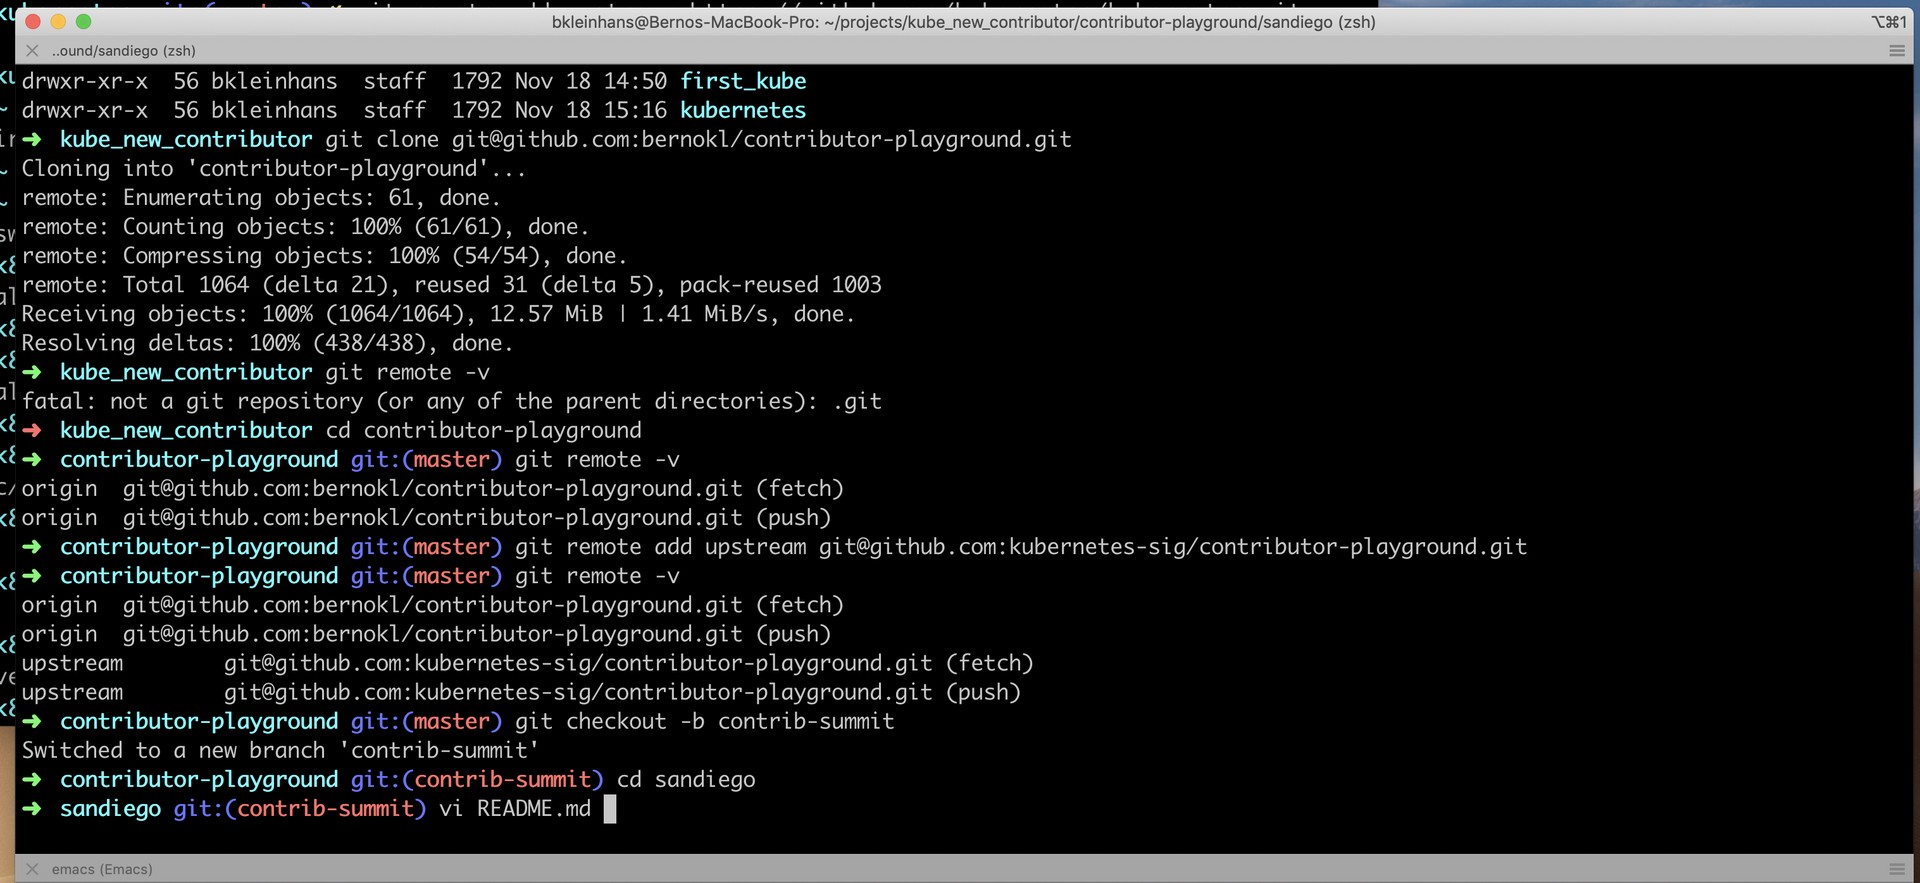 bkleinhans@Bernos-MacBook-Pro: ~/projects/kube_new_contributor/contributor-playground/sandiego (zsh)
⌥⌘1
..ound/sandiego (zsh)
drwxr-xr-x  56 bkleinhans  staff  1792 Nov 18 14:50 first_kube
drwxr-xr-x  56 bkleinhans  staff  1792 Nov 18 15:16 kubernetes
➜  kube_new_contributor git clone git@github.com:bernokl/contributor-playground.git
Cloning into 'contributor-playground'...
remote: Enumerating objects: 61, done.
remote: Counting objects: 100% (61/61), done.
remote: Compressing objects: 100% (54/54), done.
remote: Total 1064 (delta 21), reused 31 (delta 5), pack-reused 1003
Receiving objects: 100% (1064/1064), 12.57 MiB | 1.41 MiB/s, done.
Resolving deltas: 100% (438/438), done.
➜  kube_new_contributor git remote -v
fatal: not a git repository (or any of the parent directories): .git
➜  kube_new_contributor cd contributor-playground
➜  contributor-playground git:(master) git remote -v
origin  git@github.com:bernokl/contributor-playground.git (fetch)
origin  git@github.com:bernokl/contributor-playground.git (push)
➜  contributor-playground git:(master) git remote add upstream git@github.com:kubernetes-sig/contributor-playground.git
➜  contributor-playground git:(master) git remote -v
origin  git@github.com:bernokl/contributor-playground.git (fetch)
origin  git@github.com:bernokl/contributor-playground.git (push)
upstream        git@github.com:kubernetes-sig/contributor-playground.git (fetch)
upstream        git@github.com:kubernetes-sig/contributor-playground.git (push)
➜  contributor-playground git:(master) git checkout -b contrib-summit
Switched to a new branch 'contrib-summit'
➜  contributor-playground git:(contrib-summit) cd sandiego
➜  sandiego git:(contrib-summit) vi README.md
emacs (Emacs)